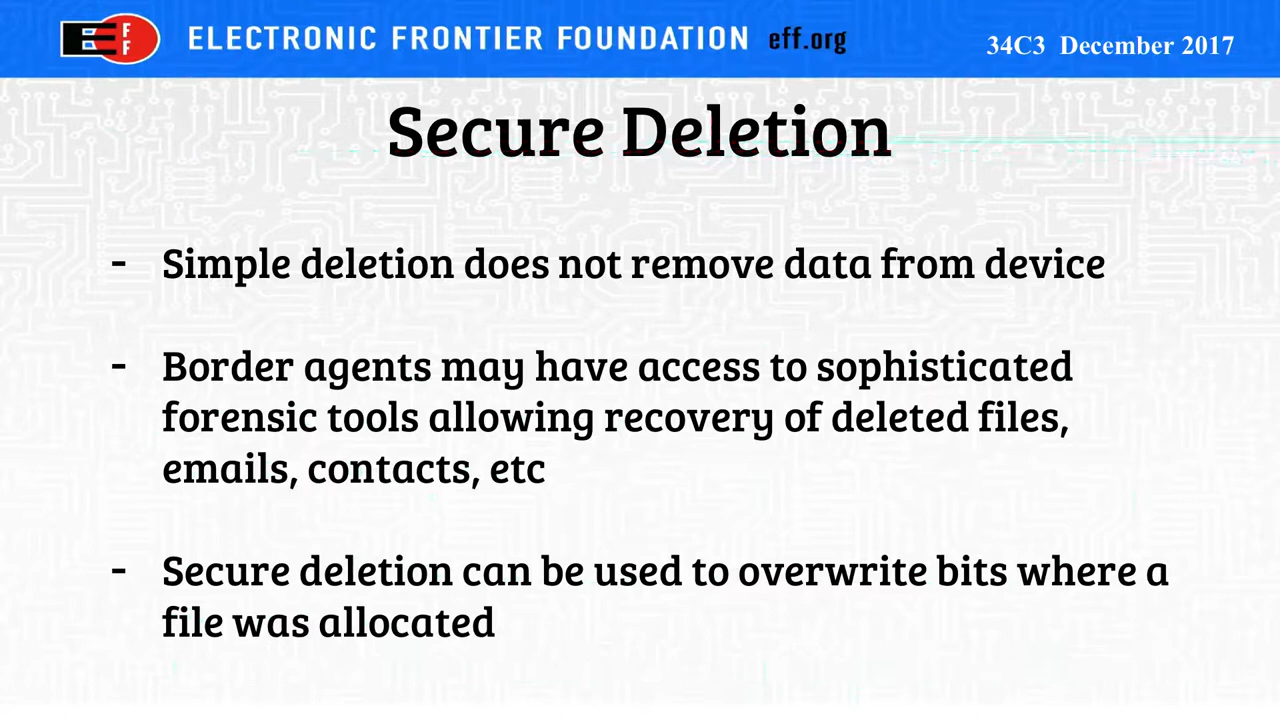 EFF ELECTRONIC FRONTIER FOUNDATION eff.org 34C3 December 2017
Secure Deletion
- Simple deletion does not remove data from device
- Border agents may have access to sophisticated
forensic tools allowing recovery of deleted files,
emails, contacts, etc
- Secure deletion can be used to overwrite bits where a
file was allocated